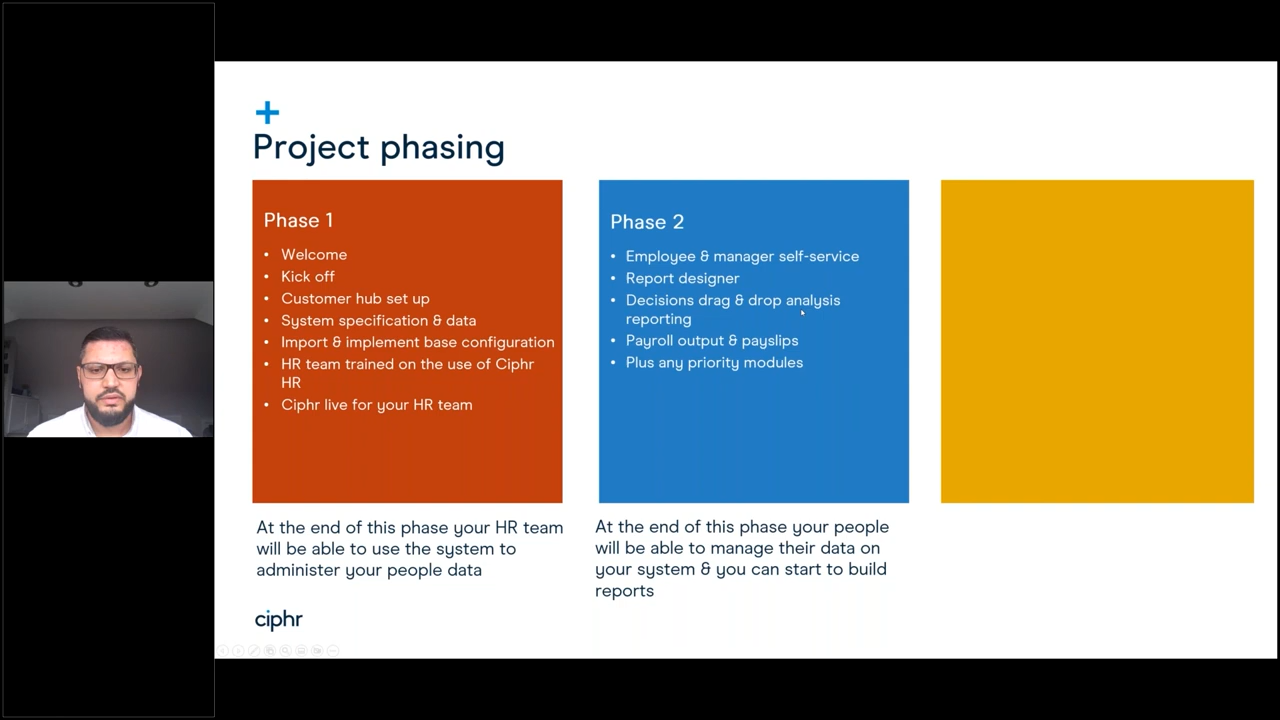 Project phasing
Phase 1
• Welcome
• Kick off
• Customer hub set up
• System specification & data
• Import & implement base configuration
• HR team trained on the use of Ciphr
HR
• Ciphr live for your HR team
At the end of this phase your HR team
will be able to use the system to
administer your people data
Phase 2
• Employee & manager self-service
• Report designer
• Decisions drag & drop analysis
reporting
• Payroll output & payslips
• Plus any priority modules
At the end of this phase your people
will be able to manage their data on
your system & you can start to build
reports
ciphr